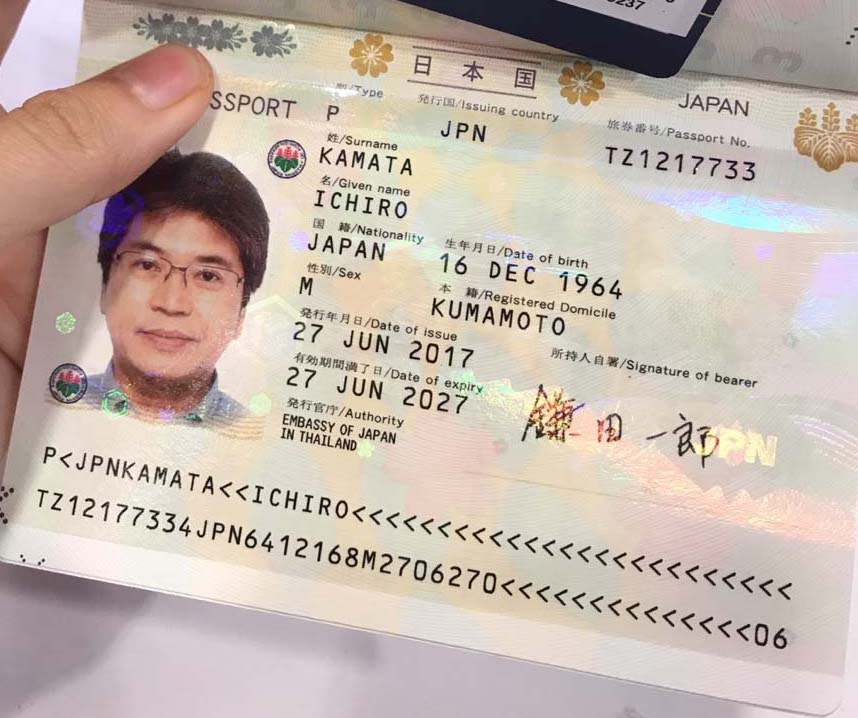 237
日本国
JAPAN
SSPORT
型/Type
P
発行国/Issuing country
JPN
旅券番号/Passport No.
TZ1217733
姓/Surname
KAMATA
名/Given name
ICHIRO
国 籍/Nationality
JAPAN
生年月日/Date of birth
16 DEC 1964
性別/Sex
M
本 籍/Registered Domicile
KUMAMOTO
発行年月日/Date of issue
27 JUN 2017
所持人自署/Signature of bearer
有効期間満了日/Date of expiry
27 JUN 2027
鎌田一郎
JPN
発行官庁/Authority
EMBASSY OF JAPAN
IN THAILAND
P<JPNKAMATA<<ICHIRO<<<<<<<<<<<<<<<<<<<<<<<<<
TZ12177334JPN6412168M2706270<<<<<<<<<<<<<<06